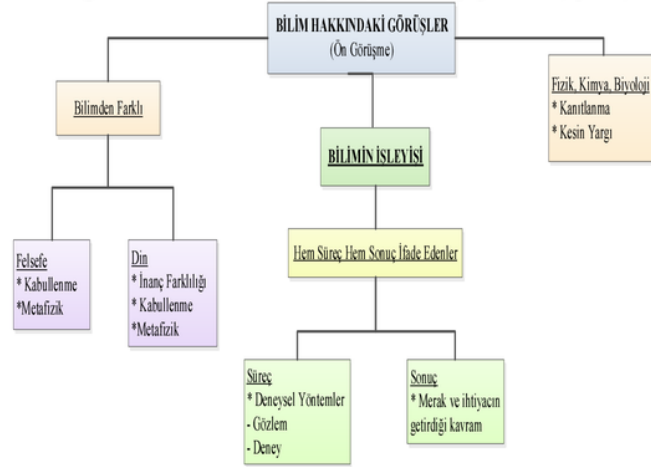 BİLİM HAKKINDAKİ GÖRÜŞLER
(Ön Görüşme)
Bilimden Farklı
Fizik, Kimya, Biyoloji
* Kanıtlanma
* Kesin Yargı
BİLİMİN İŞLEYİŞİ
Felsefe
* Kabullenme
*Metafizik
Din
* İnanç Farklılığı
* Kabullenme
*Metafizik
Hem Süreç Hem Sonuç İfade Edenler
Süreç
* Deneysel Yöntemler
- Gözlem
- Deney
Sonuç
* Merak ve ihtiyacın
getirdiği kavram